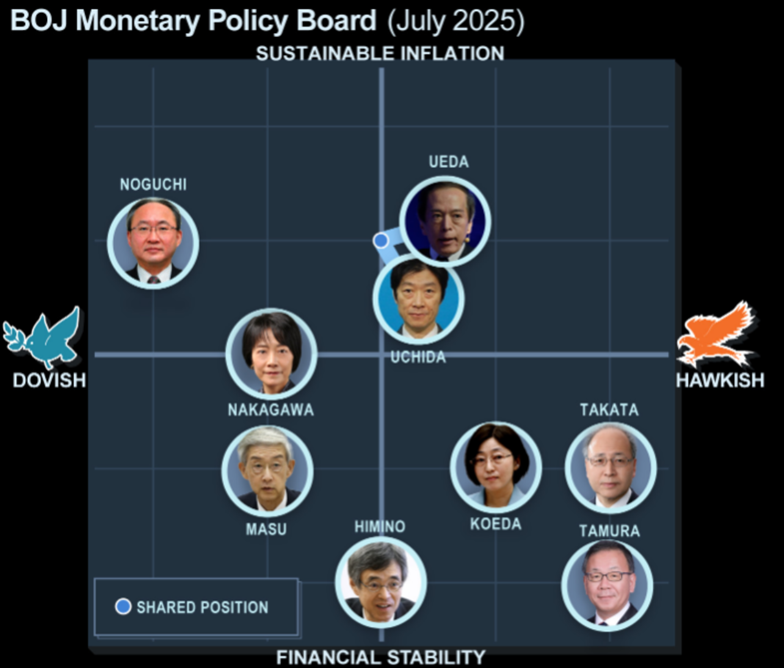 BOJ Monetary Policy Board (July 2025)
SUSTAINABLE INFLATION
UEDA
NOGUCHI
UCHIDA
DOVISH
HAWKISH
NAKAGAWA
TAKATA
MASU
HIMINO
KOEDA
TAMURA
SHARED POSITION
FINANCIAL STABILITY